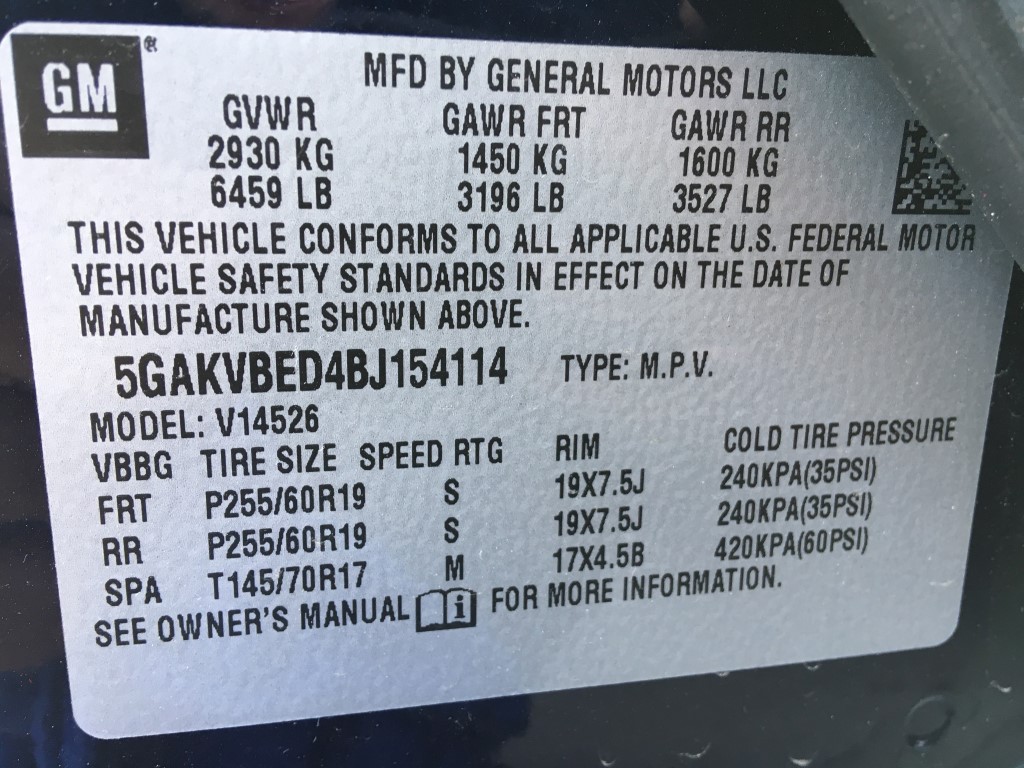 GM ®
MFD BY GENERAL MOTORS LLC
GVWR GAWR FRT GAWR RR
2930 KG 1450 KG 1600 KG
6459 LB 3196 LB 3527 LB
THIS VEHICLE CONFORMS TO ALL APPLICABLE U.S. FEDERAL MOTOR
VEHICLE SAFETY STANDARDS IN EFFECT ON THE DATE OF
MANUFACTURE SHOWN ABOVE.
5GAKVBED4BJ154114 TYPE: M.P.V.
MODEL: V14526
VBBG TIRE SIZE SPEED RTG RIM COLD TIRE PRESSURE
FRT P255/60R19 S 19X7.5J 240KPA(35PSI)
RR P255/60R19 S 19X7.5J 240KPA(35PSI)
SPA T145/70R17 M 17X4.5B 420KPA(60PSI)
SEE OWNER'S MANUAL i FOR MORE INFORMATION.